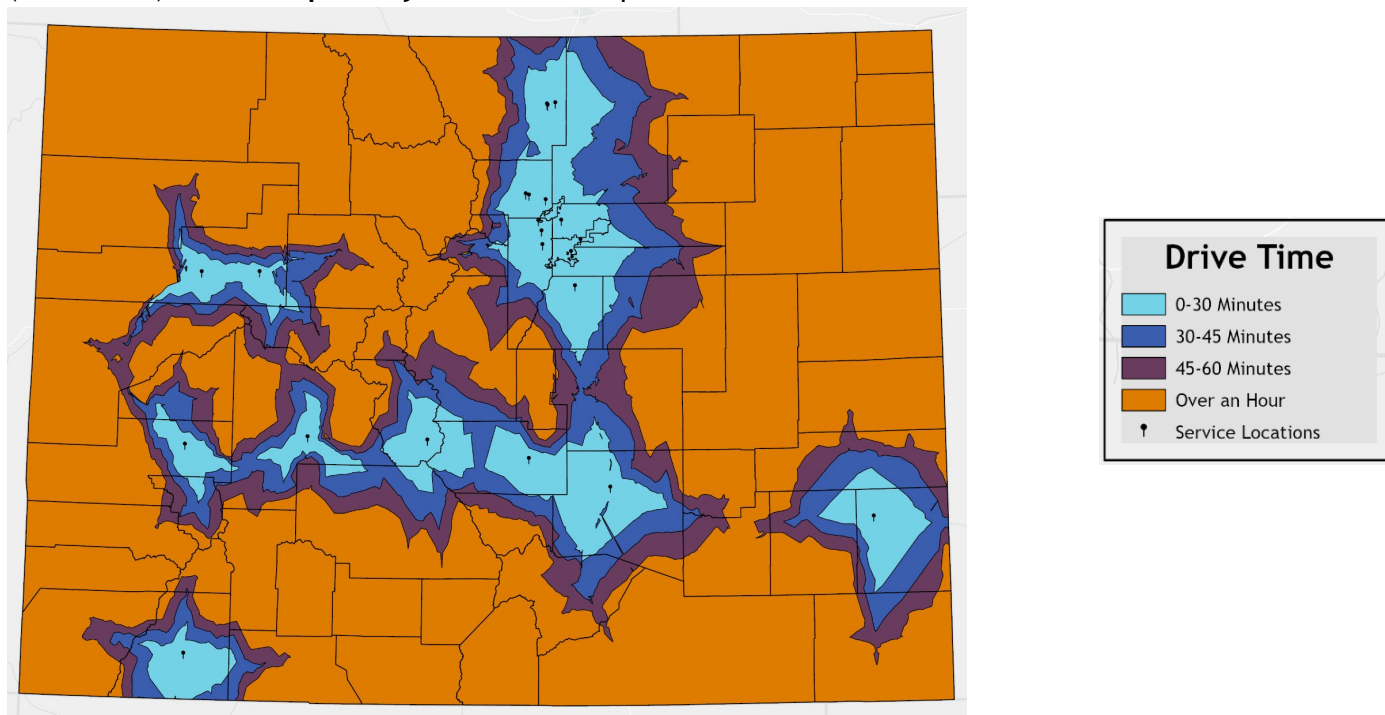 Drive Time
0-30 Minutes
30-45 Minutes
45-60 Minutes
Over an Hour
Service Locations